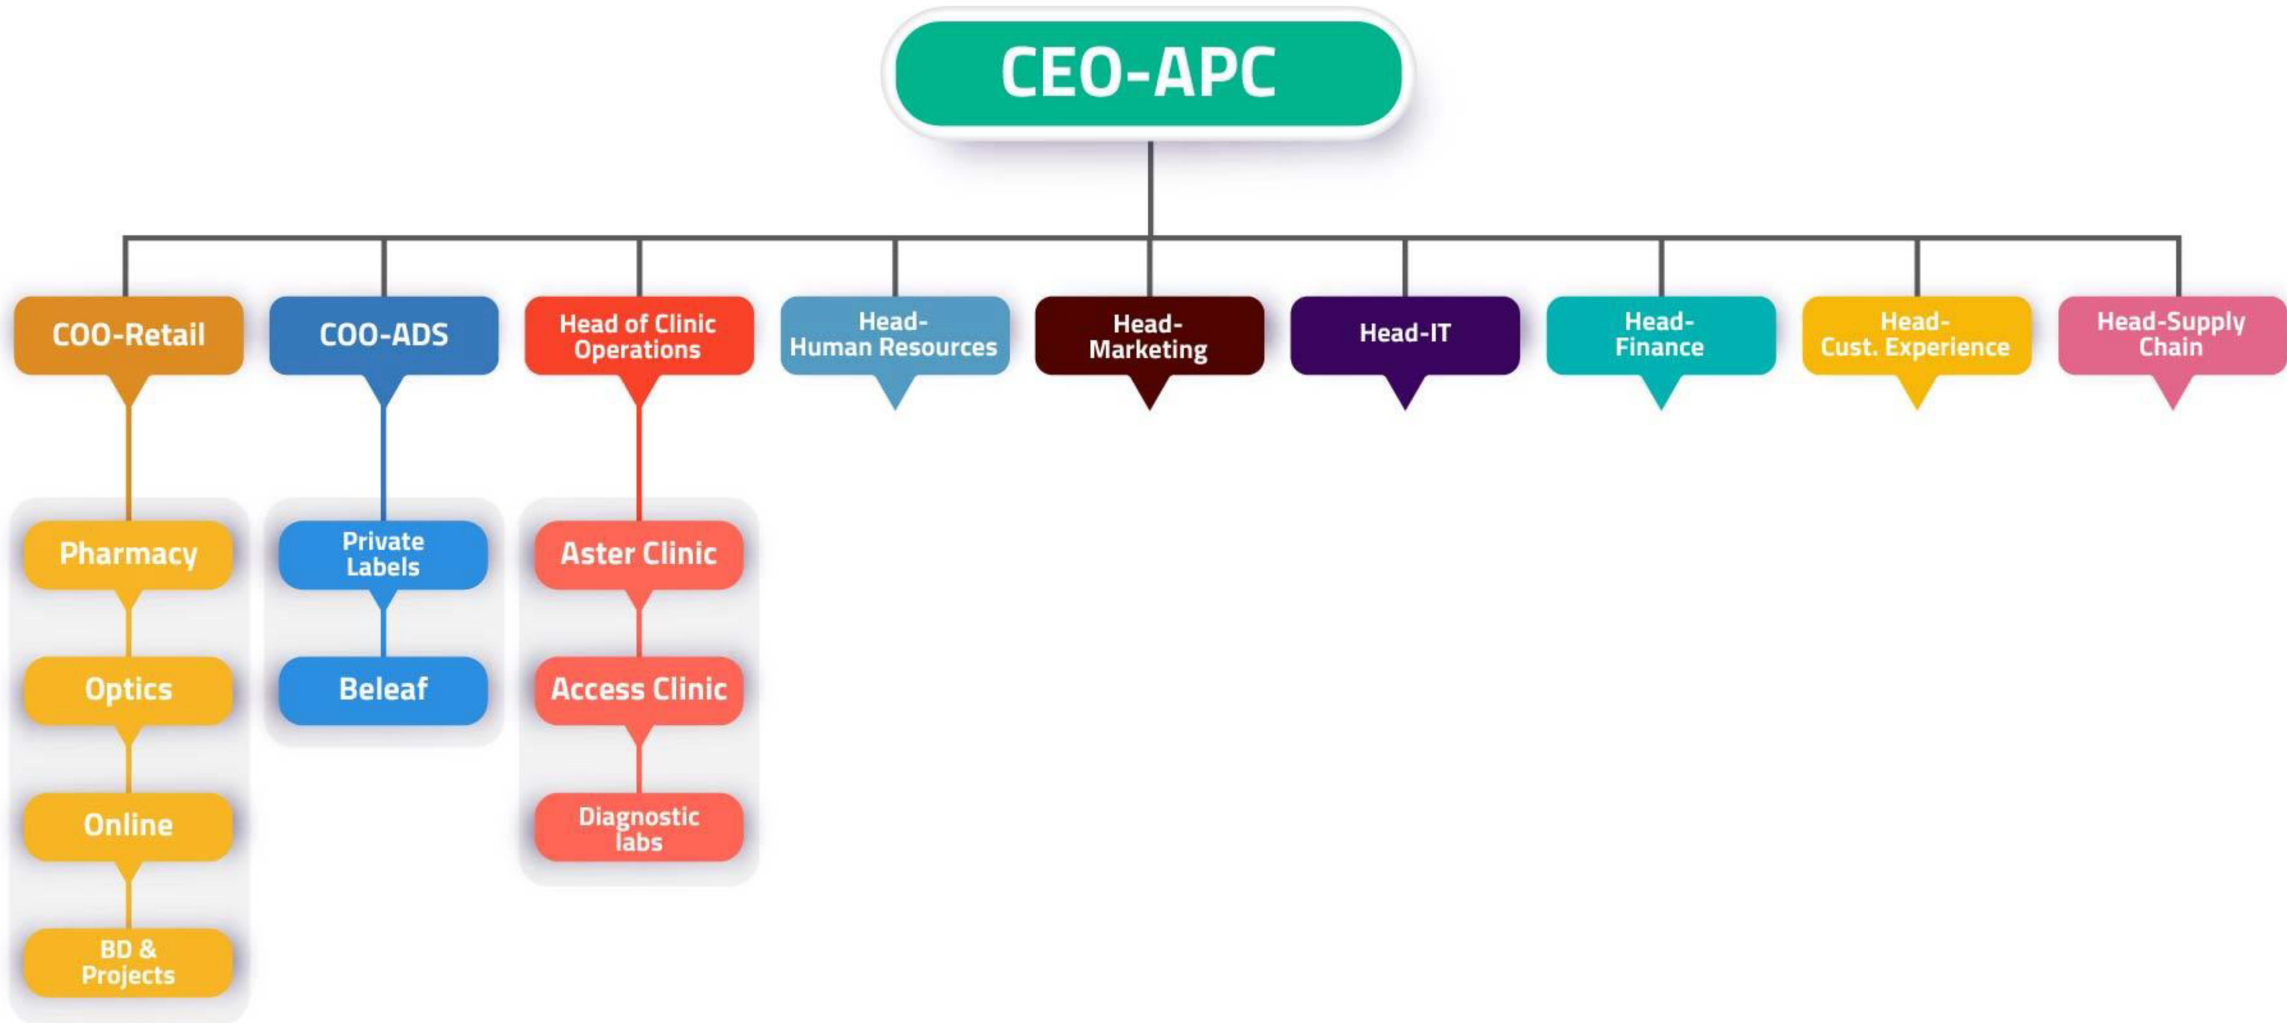 CEO-APC
COO-Retail
COO-ADS
Head of Clinic
Operations
Head-
Human Resources
Head-
Marketing
Head-IT
Head-
Finance
Head-
Cust. Experience
Head-Supply
Chain
Pharmacy
Optics
Online
BD &
Projects
Private
Labels
Beleaf
Aster Clinic
Access Clinic
Diagnostic
labs